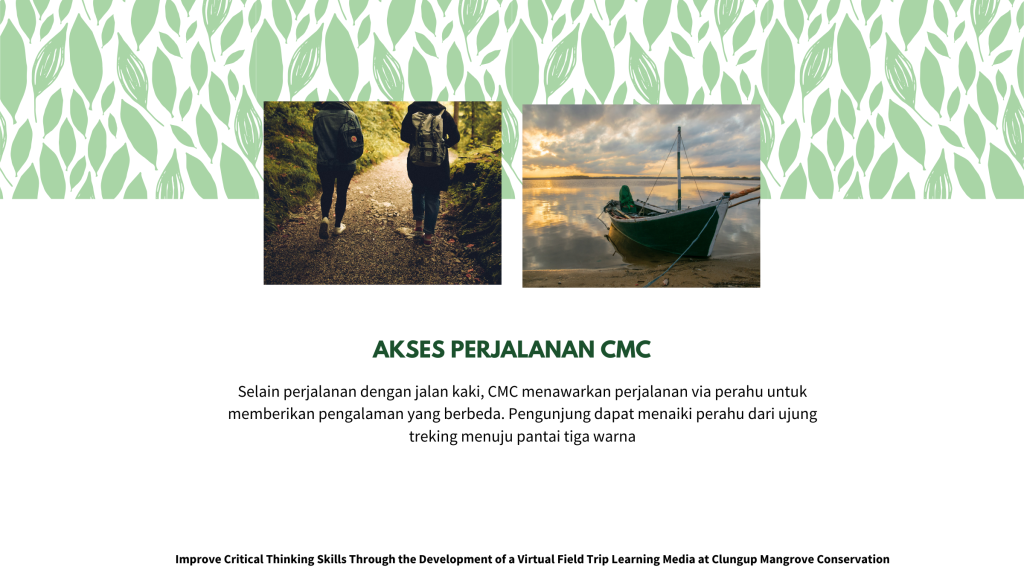 AKSES PERJALANAN CMC
Selain perjalanan dengan jalan kaki, CMC menawarkan perjalanan via perahu untuk
memberikan pengalaman yang berbeda. Pengunjung dapat menaiki perahu dari ujung
treking menuju pantai tiga warna
Improve Critical Thinking Skills Through the Development of a Virtual Field Trip Learning Media at Clungup Mangrove Conservation